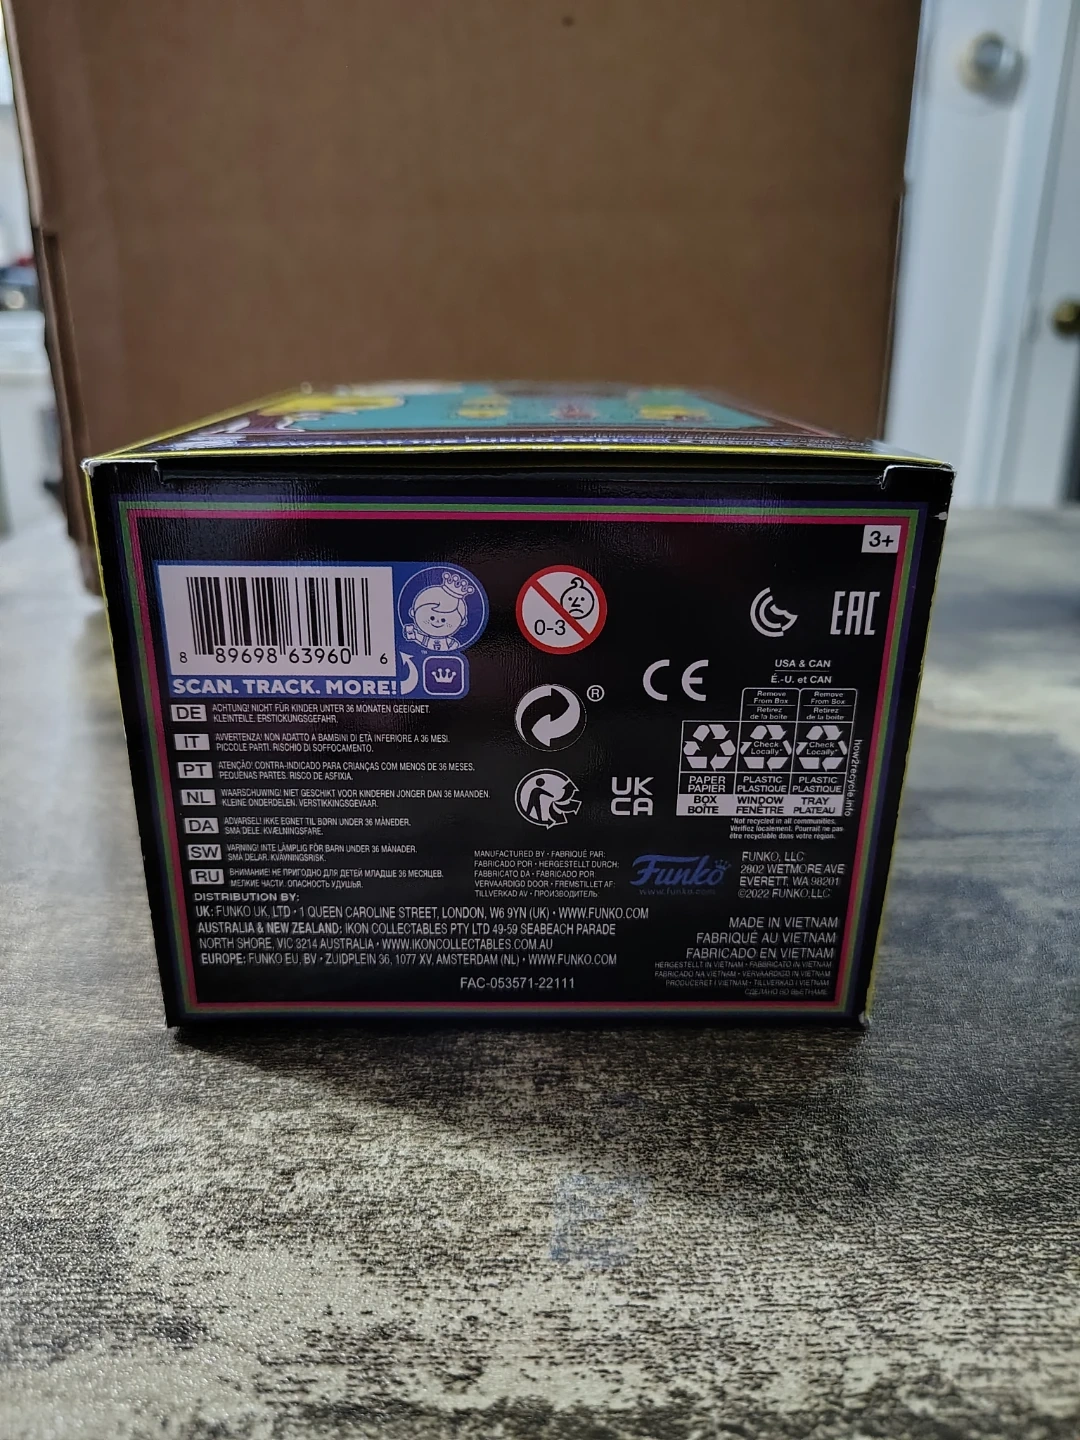 3+
8 89698 63960 6
SCAN. TRACK. MORE!
™
0-3
EAC
CE
®
UK
CA
USA & CAN
É.-U. et CAN
Remove From Box
Retirez de la boîte
Remove From Box
Retirez de la boîte
Check Locally*
Check Locally*
PAPER PAPIER
PLASTIC PLASTIQUE
PLASTIC PLASTIQUE
BOX BOÎTE
WINDOW FENÊTRE
TRAY PLATEAU
how2recycle.info
*Not recycled in all communities.
Vérifiez localement. Pourrait ne pas
être recyclable dans votre region.
DE ACHTUNG! NICHT FÜR KINDER UNTER 36 MONATEN GEEIGNET.
KLEINTEILE. ERSTICKUNGSGEFAHR.
IT AVVERTENZA! NON ADATTO A BAMBINI DI ETÀ INFERIORE A 36 MESI.
PICCOLE PARTI. RISCHIO DI SOFFOCAMENTO.
PT ATENÇÃO! CONTRA-INDICADO PARA CRIANÇAS COM MENOS DE 36 MESES.
PEQUENAS PARTES. RISCO DE ASFIXIA.
NL WAARSCHUWING! NIET GESCHIKT VOOR KINDEREN JONGER DAN 36 MAANDEN.
KLEINE ONDERDELEN. VERSTIKKINGSGEVAAR.
DA ADVARSEL! IKKE EGNET TIL BØRN UNDER 36 MÅNEDER.
SMÅ DELE. KVÆLNINGSFARE.
SW VARNING! INTE LÄMPLIG FÖR BARN UNDER 36 MÅNADER.
SMÅ DELAR. KVÄVNINGSRISK.
RU ВНИМАНИЕ! НЕ ПРИГОДНО ДЛЯ ДЕТЕЙ МЛАДШЕ 36 МЕСЯЦЕВ.
МЕЛКИЕ ЧАСТИ. ОПАСНОСТЬ УДУШЬЯ.
MANUFACTURED BY • FABRIQUÉ PAR:
FABRICADO POR • HERGESTELLT DURCH:
FABBRICATO DA • FABRICADO POR:
VERVAARDIGD DOOR • FREMSTILLET AF:
TILLVERKAD AV • ПРОИЗВОДИТЕЛЬ:
Funko
www.funko.com
FUNKO, LLC
2802 WETMORE AVE
EVERETT, WA 98201
©2022 FUNKO, LLC
DISTRIBUTION BY:
UK: FUNKO UK, LTD • 1 QUEEN CAROLINE STREET, LONDON, W6 9YN (UK) • WWW.FUNKO.COM
AUSTRALIA & NEW ZEALAND: IKON COLLECTABLES PTY LTD 49-59 SEABEACH PARADE
NORTH SHORE, VIC 3214 AUSTRALIA • WWW.IKONCOLLECTABLES.COM.AU
EUROPE: FUNKO EU, BV • ZUIDPLEIN 36, 1077 XV, AMSTERDAM (NL) • WWW.FUNKO.COM
FAC-053571-22111
MADE IN VIETNAM
FABRIQUÉ AU VIETNAM
FABRICADO EN VIETNAM
HERGESTELLT IN VIETNAM • FABBRICATO IN VIETNAM
FABRICADO NA VIETNAM • VERVAARDIGD IN VIETNAM
PRODUCERET I VIETNAM • TILLVERKAD I VIETNAM
СДЕЛАНО ВО ВЬЕТНАМЕ